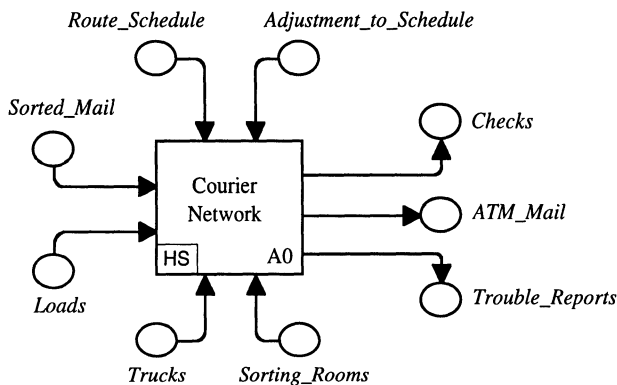 Route_Schedule
Adjustment_to_Schedule
Sorted_Mail
Checks
Courier
Network
ATM_Mail
HS
A0
Loads
Trouble_Reports
Trucks
Sorting_Rooms